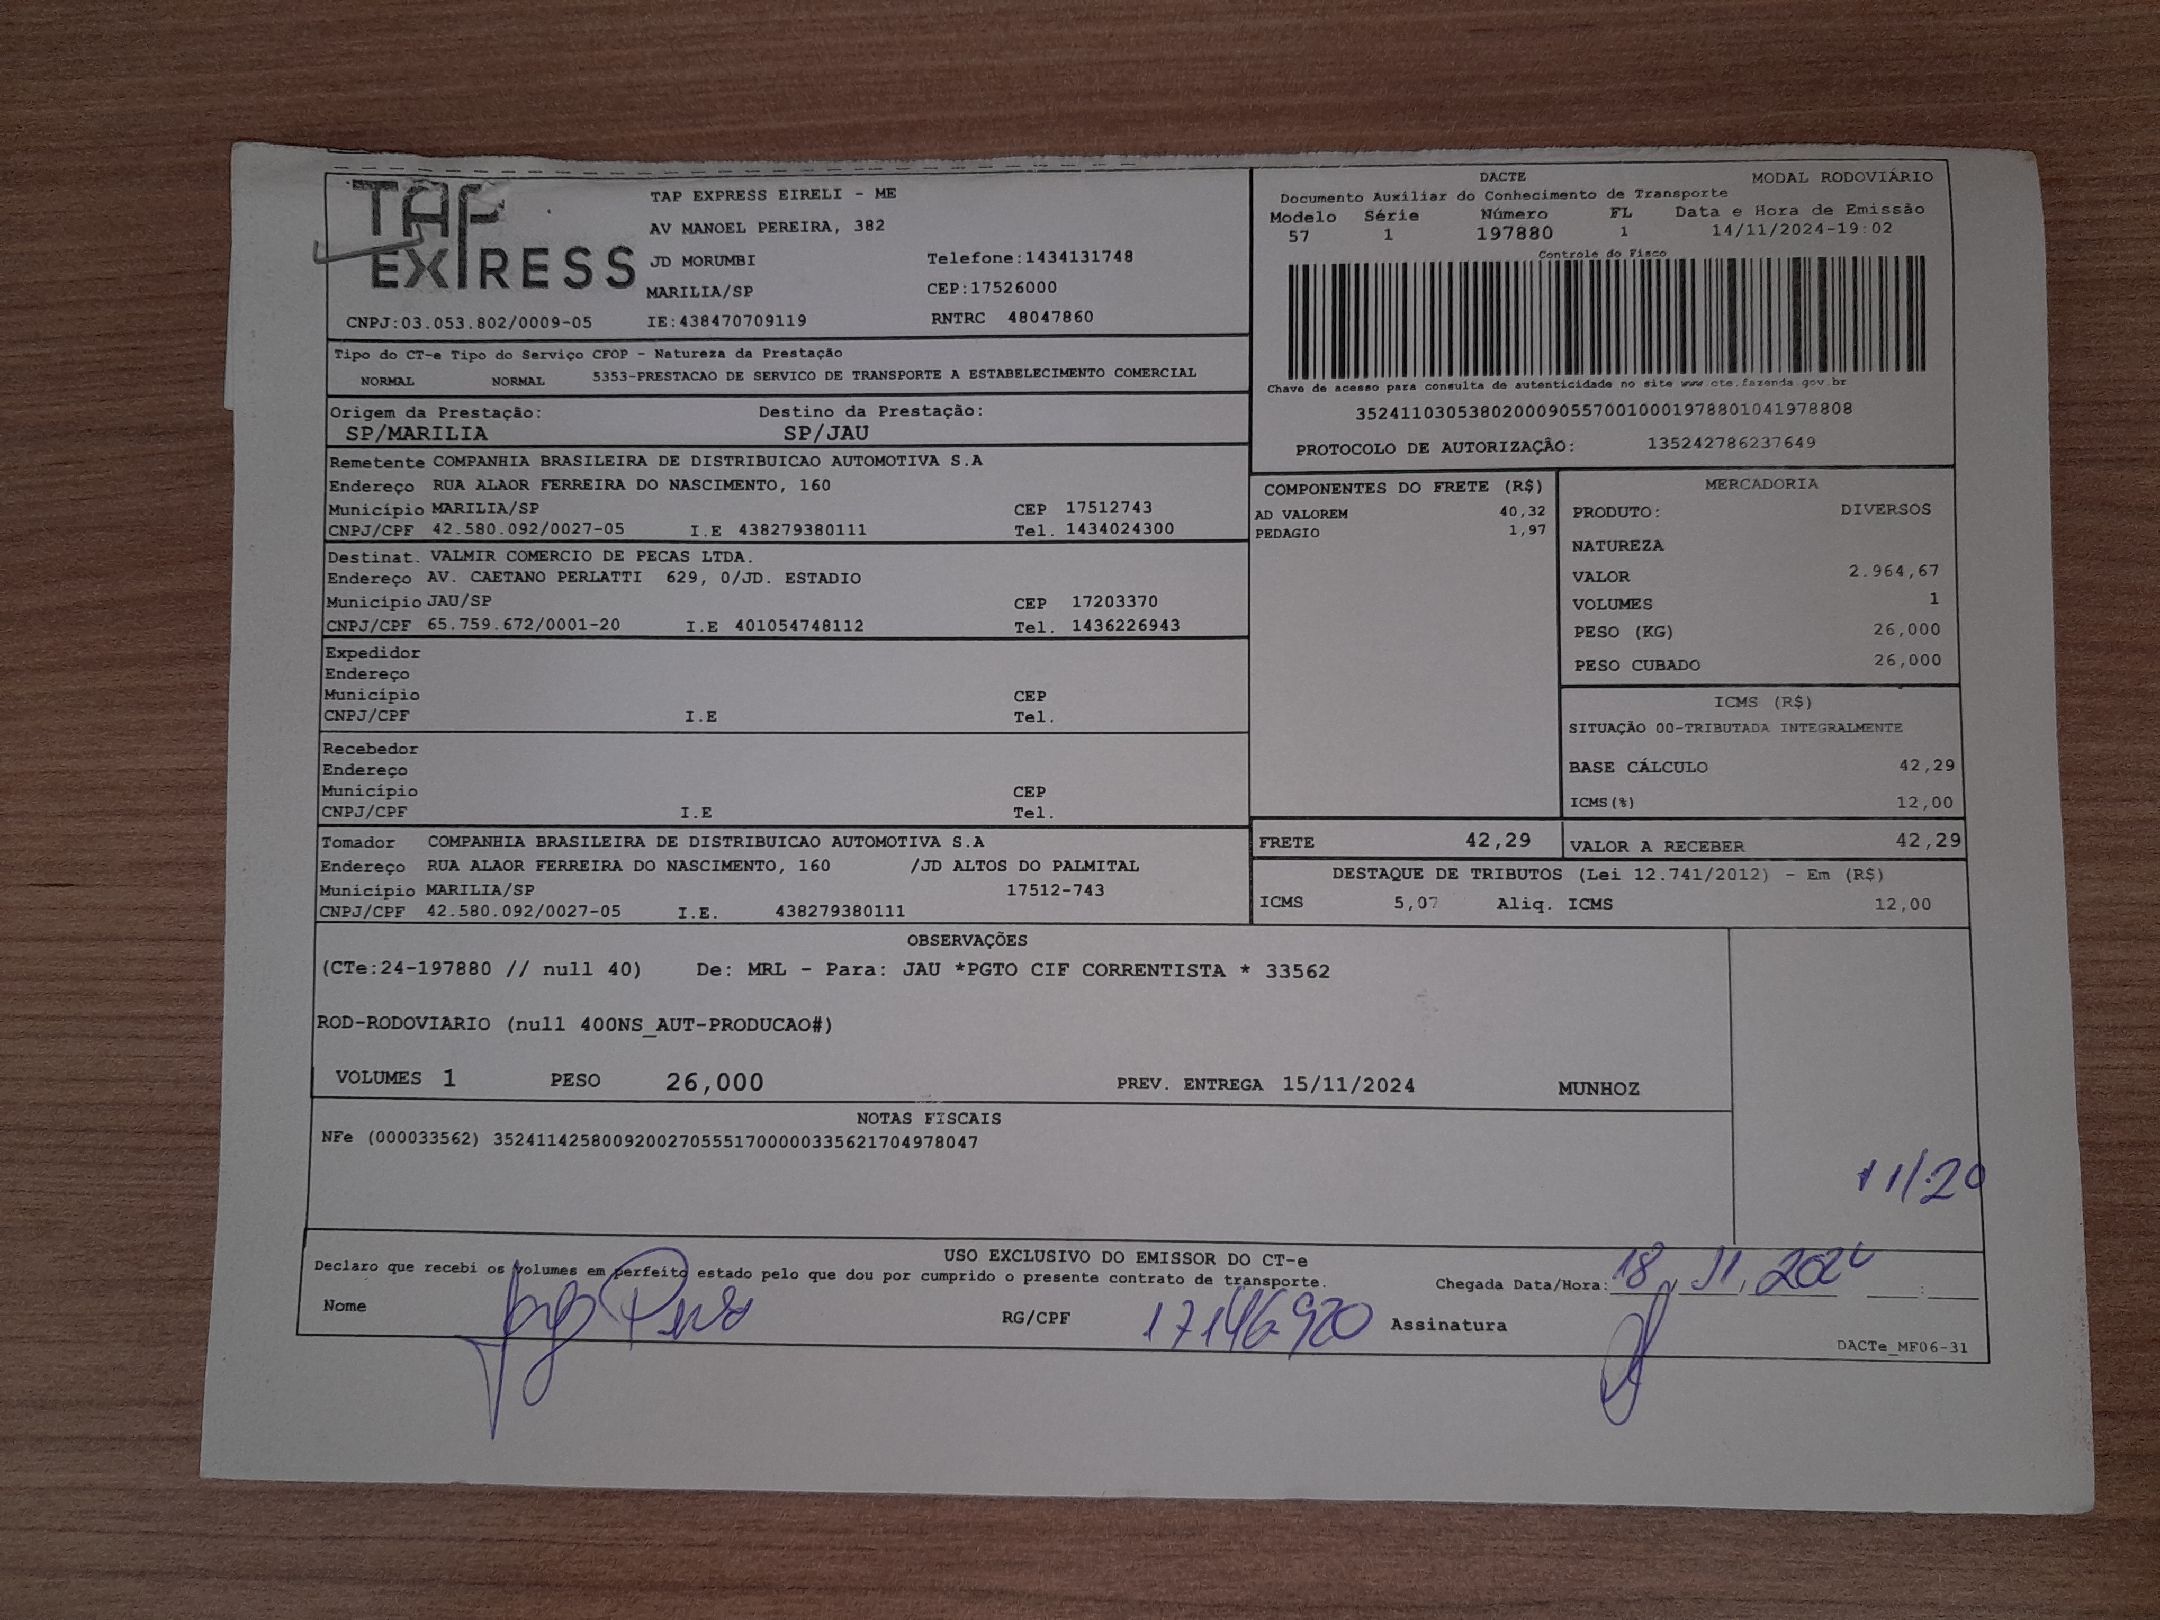 TAP
EXPRESS
TAP EXPRESS EIRELI - ME
AV MANOEL PEREIRA, 382
JD MORUMBI Telefone:1434131748
MARILIA/SP CEP:17526000
CNPJ:03.053.802/0009-05 IE:438470709119 RNTRC 48047860
DACTE MODAL RODOVIÁRIO
Documento Auxiliar do Conhecimento de Transporte
Modelo Série Número FL Data e Hora de Emissão
57 1 197880 1 14/11/2024-19:02
Controle do Fisco
Chave de acesso para consulta de autenticidade no site www.cte.fazenda.gov.br
35241103053802000905570010001978801041978808
PROTOCOLO DE AUTORIZAÇÂO: 135242786237649
Tipo do CT-e Tipo do Serviço CFOP - Natureza da Prestação
NORMAL NORMAL 5353-PRESTACAO DE SERVICO DE TRANSPORTE A ESTABELECIMENTO COMERCIAL
Origem da Prestação: Destino da Prestação:
SP/MARILIA SP/JAU
Remetente COMPANHIA BRASILEIRA DE DISTRIBUICAO AUTOMOTIVA S.A
Endereço RUA ALAOR FERREIRA DO NASCIMENTO, 160
Município MARILIA/SP CEP 17512743
CNPJ/CPF 42.580.092/0027-05 I.E 438279380111 Tel. 1434024300
Destinat. VALMIR COMERCIO DE PECAS LTDA.
Endereço AV. CAETANO PERLATTI 629, 0/JD. ESTADIO
Município JAU/SP CEP 17203370
CNPJ/CPF 65.759.672/0001-20 I.E 401054748112 Tel. 1436226943
Expedidor
Endereço
Município CEP
CNPJ/CPF I.E Tel.
Recebedor
Endereço
Município CEP
CNPJ/CPF I.E Tel.
Tomador COMPANHIA BRASILEIRA DE DISTRIBUICAO AUTOMOTIVA S.A
Endereço RUA ALAOR FERREIRA DO NASCIMENTO, 160 /JD ALTOS DO PALMITAL
Município MARILIA/SP 17512-743
CNPJ/CPF 42.580.092/0027-05 I.E. 438279380111
COMPONENTES DO FRETE (R$)
AD VALOREM 40,32
PEDAGIO 1,97
MERCADORIA
PRODUTO: DIVERSOS
NATUREZA
VALOR 2.964,67
VOLUMES 1
PESO (KG) 26,000
PESO CUBADO 26,000
ICMS (R$)
SITUAÇÃO 00-TRIBUTADA INTEGRALMENTE
BASE CÁLCULO 42,29
ICMS(%) 12,00
FRETE 42,29 VALOR A RECEBER 42,29
DESTAQUE DE TRIBUTOS (Lei 12.741/2012) - Em (R$)
ICMS 5,07 Aliq. ICMS 12,00
OBSERVAÇÕES
(CTe:24-197880 // null 40) De: MRL - Para: JAU *PGTO CIF CORRENTISTA * 33562
ROD-RODOVIARIO (null 400NS_AUT-PRODUCAO#)
VOLUMES 1 PESO 26,000 PREV. ENTREGA 15/11/2024 MUNHOZ
NOTAS FISCAIS
NFe (000033562) 35241142580092002705551700000335621704978047
11/20
USO EXCLUSIVO DO EMISSOR DO CT-e
Declaro que recebi os volumes em perfeito estado pelo que dou por cumprido o presente contrato de transporte.
Chegada Data/Hora: 18 11 2024 :
Nome RG/CPF 17146920 Assinatura
DACTe_MF06-31